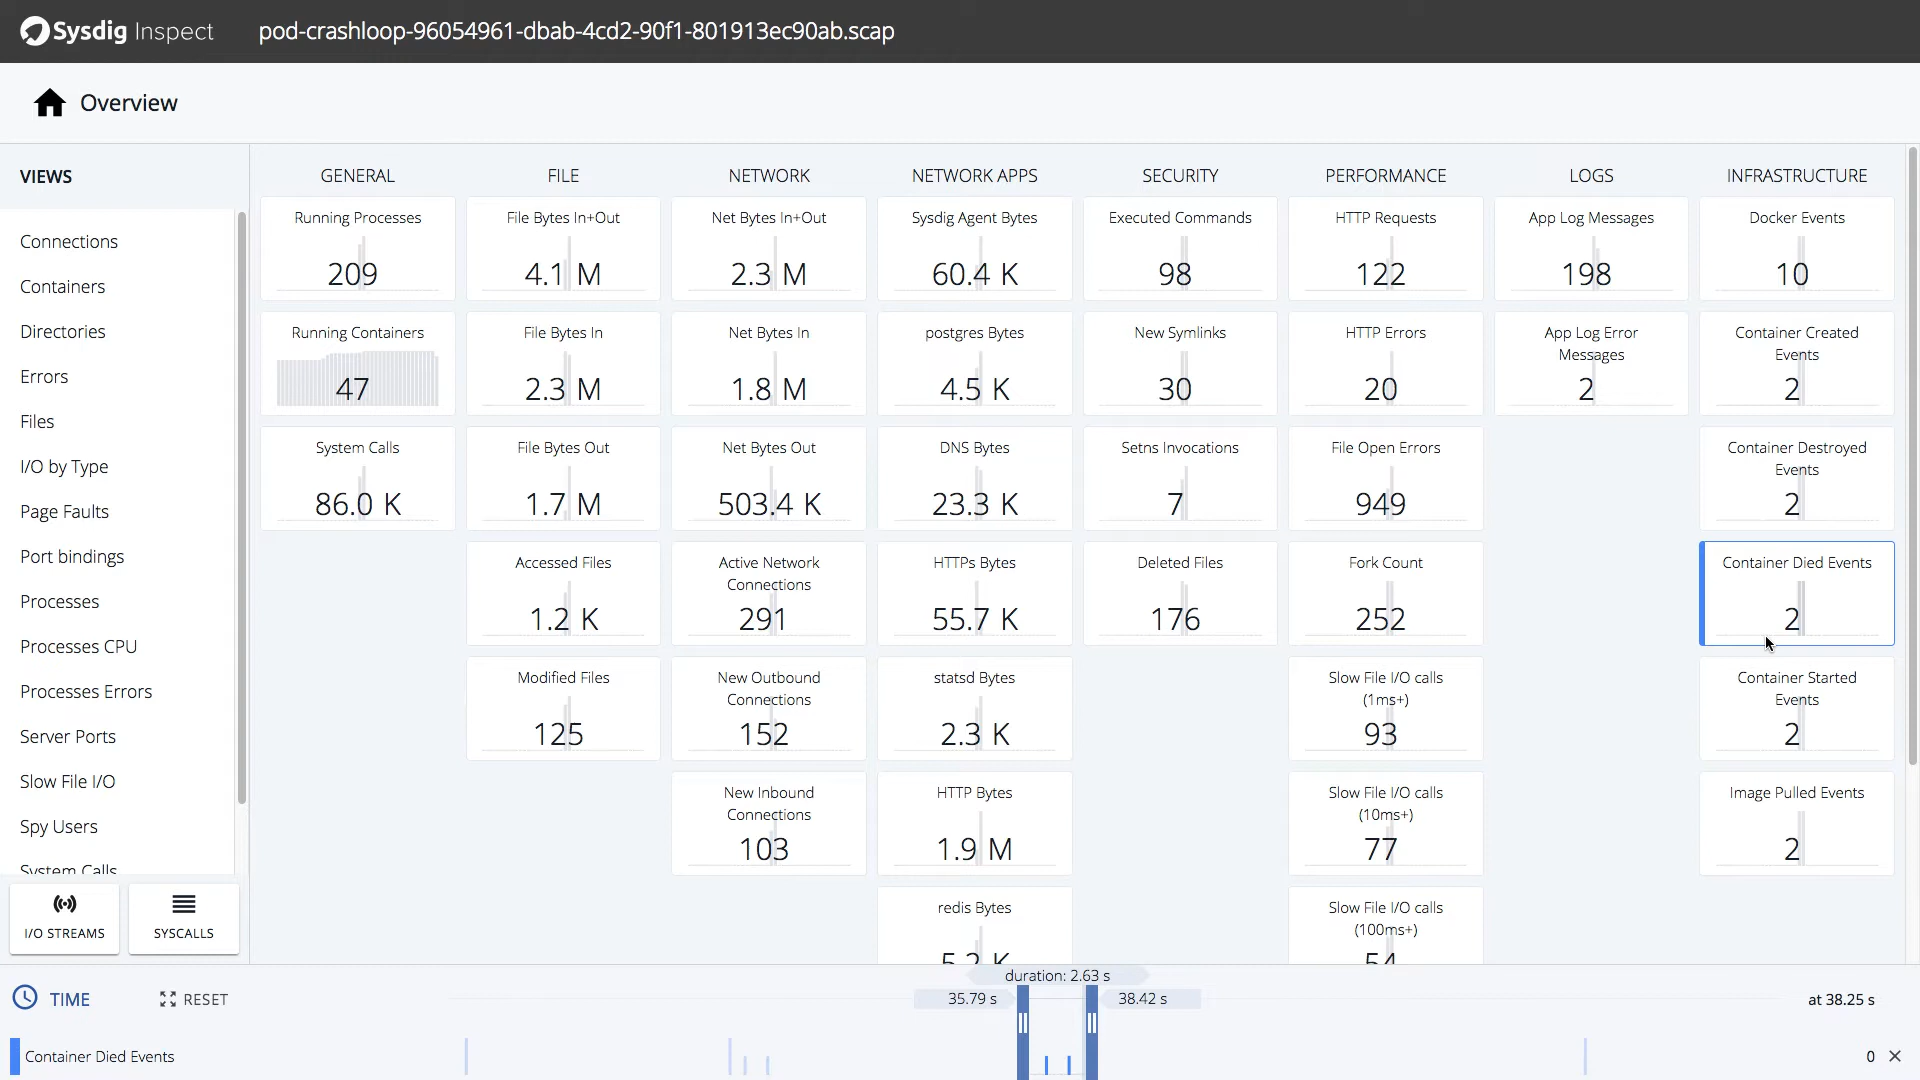 Sysdig Inspect
pod-crashloop-96054961-dbab-4cd2-90f1-801913ec90ab.scap
Overview
VIEWS
Connections
Containers
Directories
Errors
Files
I/O by Type
Page Faults
Port bindings
Processes
Processes CPU
Processes Errors
Server Ports
Slow File I/O
Spy Users
System Calls
I/O STREAMS
SYSCALLS
GENERAL
Running Processes
209
Running Containers
47
System Calls
86.0 K
FILE
File Bytes In+Out
4.1 M
File Bytes In
2.3 M
File Bytes Out
1.7 M
Accessed Files
1.2 K
Modified Files
125
NETWORK
Net Bytes In+Out
2.3 M
Net Bytes In
1.8 M
Net Bytes Out
503.4 K
Active Network
Connections
291
New Outbound
Connections
152
New Inbound
Connections
103
NETWORK APPS
Sysdig Agent Bytes
60.4 K
postgres Bytes
4.5 K
DNS Bytes
23.3 K
HTTPs Bytes
55.7 K
statsd Bytes
2.3 K
HTTP Bytes
1.9 M
redis Bytes
5.2 K
SECURITY
Executed Commands
98
New Symlinks
30
Setns Invocations
7
Deleted Files
176
PERFORMANCE
HTTP Requests
122
HTTP Errors
20
File Open Errors
949
Fork Count
252
Slow File I/O calls
(1ms+)
93
Slow File I/O calls
(10ms+)
77
Slow File I/O calls
(100ms+)
54
LOGS
App Log Messages
198
App Log Error
Messages
2
INFRASTRUCTURE
Docker Events
10
Container Created
Events
2
Container Destroyed
Events
2
Container Died Events
2
Container Started
Events
2
Image Pulled Events
2
duration: 2.63 s
TIME
RESET
35.79 s
38.42 s
at 38.25 s
Container Died Events
0